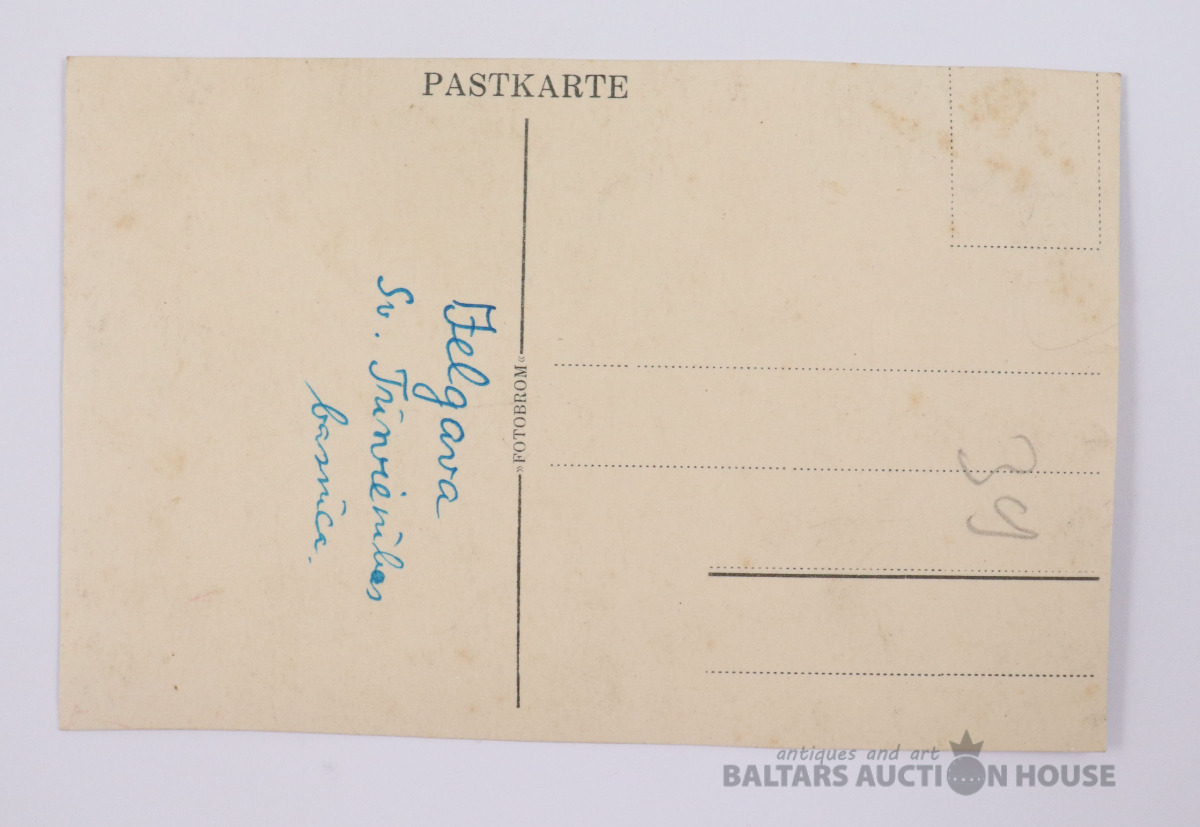 PASTKARTE
»FOTOBROM«
Jelgava
Sv. Trīsvienības
baznīca.
39
antiques and art
BALTARS AUCTION HOUSE